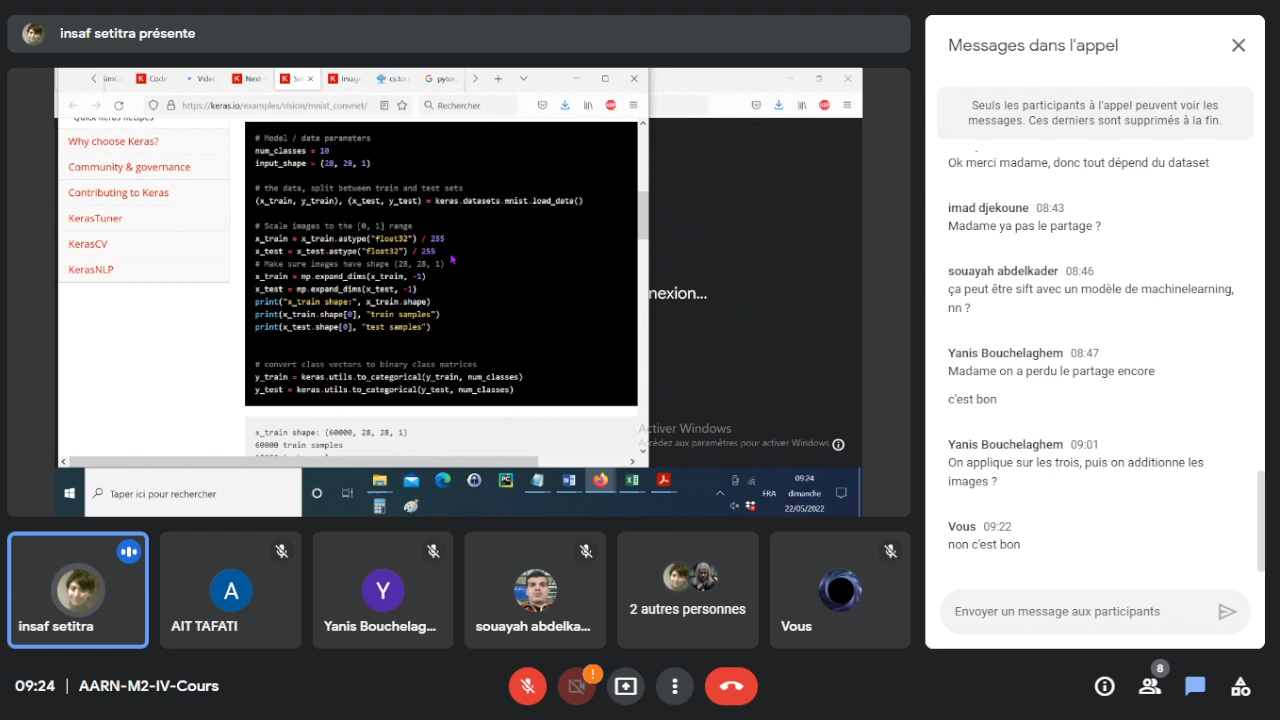 insaf setitra présente
Code
Video
Next
Sim
Imag
cs.tor
pytor
https://keras.io/examples/vision/mnist_convnet/
Rechercher
Quick Keras Recipes
Why choose Keras?
Community & governance
Contributing to Keras
KerasTuner
KerasCV
KerasNLP
# Model / data parameters
num_classes = 10
input_shape = (28, 28, 1)
# the data, split between train and test sets
(x_train, y_train), (x_test, y_test) = keras.datasets.mnist.load_data()
# Scale images to the [0, 1] range
x_train = x_train.astype("float32") / 255
x_test = x_test.astype("float32") / 255
# Make sure images have shape (28, 28, 1)
x_train = np.expand_dims(x_train, -1)
x_test = np.expand_dims(x_test, -1)
print("x_train shape:", x_train.shape)
print(x_train.shape[0], "train samples")
print(x_test.shape[0], "test samples")
# convert class vectors to binary class matrices
y_train = keras.utils.to_categorical(y_train, num_classes)
y_test = keras.utils.to_categorical(y_test, num_classes)
x_train shape: (60000, 28, 28, 1)
60000 train samples
nexion...
Activer Windows
Accédez aux paramètres pour activer Windows.
Taper ici pour rechercher
FRA
09:24
dimanche
22/05/2022
insaf setitra
A
AIT TAFATI
Y
Yanis Bouchelag...
souayah abdelka...
2 autres personnes
Vous
09:24 | AARN-M2-IV-Cours
!
8
Messages dans l'appel
Seuls les participants à l'appel peuvent voir les
messages. Ces derniers sont supprimés à la fin.
Ok merci madame, donc tout dépend du dataset
imad djekoune 08:43
Madame ya pas le partage ?
souayah abdelkader 08:46
ça peut être sift avec un modèle de machinelearning,
nn ?
Yanis Bouchelaghem 08:47
Madame on a perdu le partage encore
c'est bon
Yanis Bouchelaghem 09:01
On applique sur les trois, puis on additionne les
images ?
Vous 09:22
non c'est bon
Envoyer un message aux participants